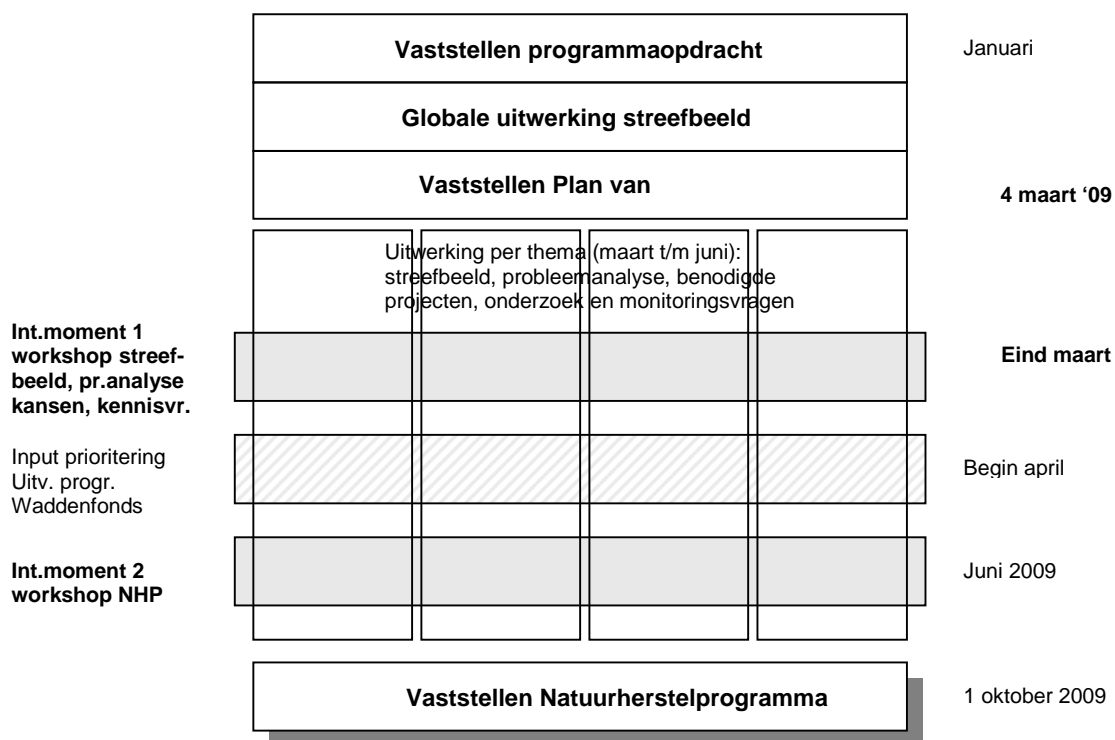 Vaststellen programmaopdracht
Januari
Globale uitwerking streefbeeld
Vaststellen Plan van
4 maart ‘09
Uitwerking per thema (maart t/m juni):
streefbeeld, probleemanalyse, benodigde
projecten, onderzoek en monitoringsvragen
Int.moment 1
workshop streef-
beeld, pr.analyse
kansen, kennisvr.
Eind maart
Input prioritering
Uitv. progr.
Waddenfonds
Begin april
Int.moment 2
workshop NHP
Juni 2009
Vaststellen Natuurherstelprogramma
1 oktober 2009